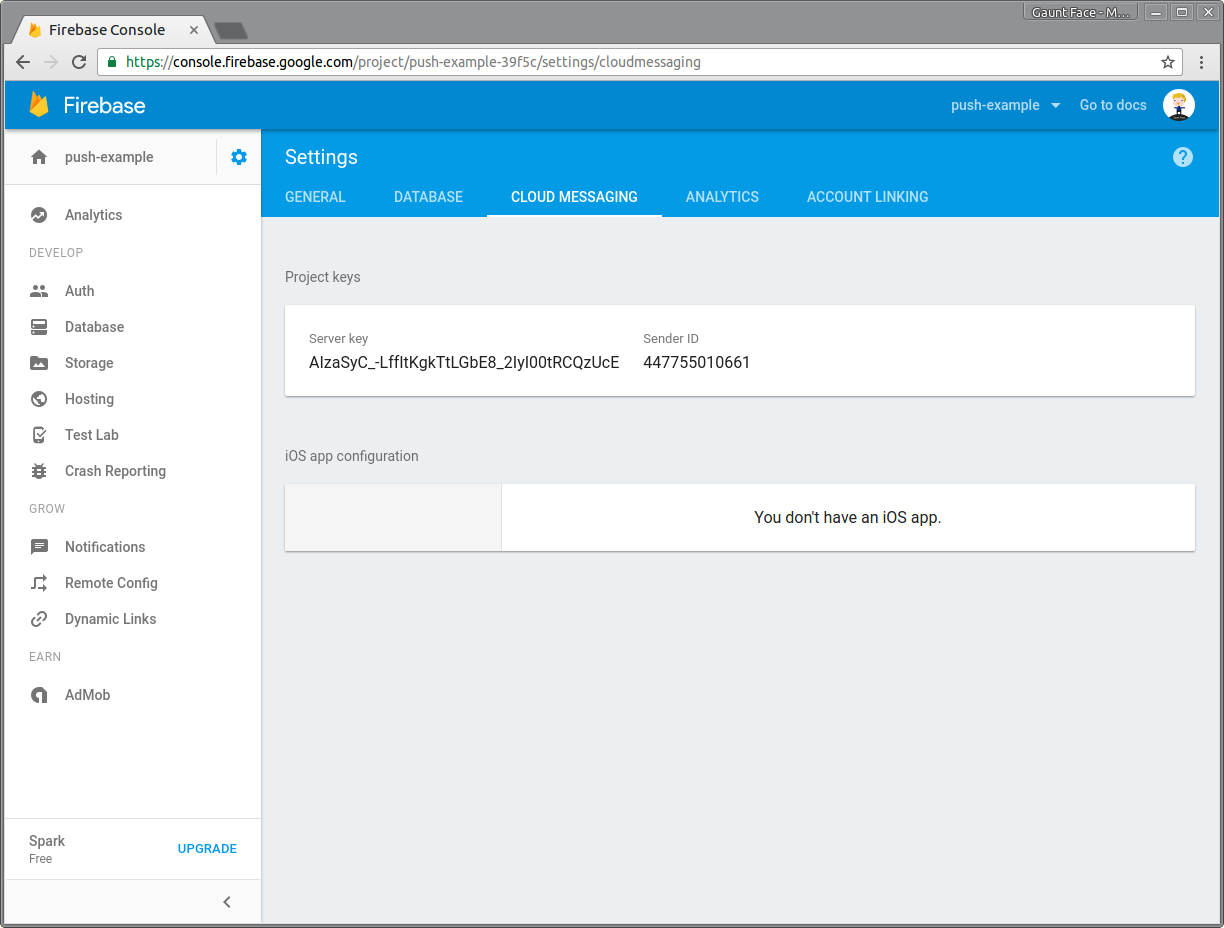 Gaunt Face - M...
Firebase Console
https://console.firebase.google.com/project/push-example-39f5c/settings/cloudmessaging
Firebase
push-example
Go to docs
push-example
Settings
?
GENERAL
DATABASE
CLOUD MESSAGING
ANALYTICS
ACCOUNT LINKING
Analytics
DEVELOP
Auth
Database
Storage
Hosting
Test Lab
Crash Reporting
GROW
Notifications
Remote Config
Dynamic Links
EARN
AdMob
Spark
Free
UPGRADE
Project keys
Server key
Sender ID
447755010661
iOS app configuration
You don't have an iOS app.